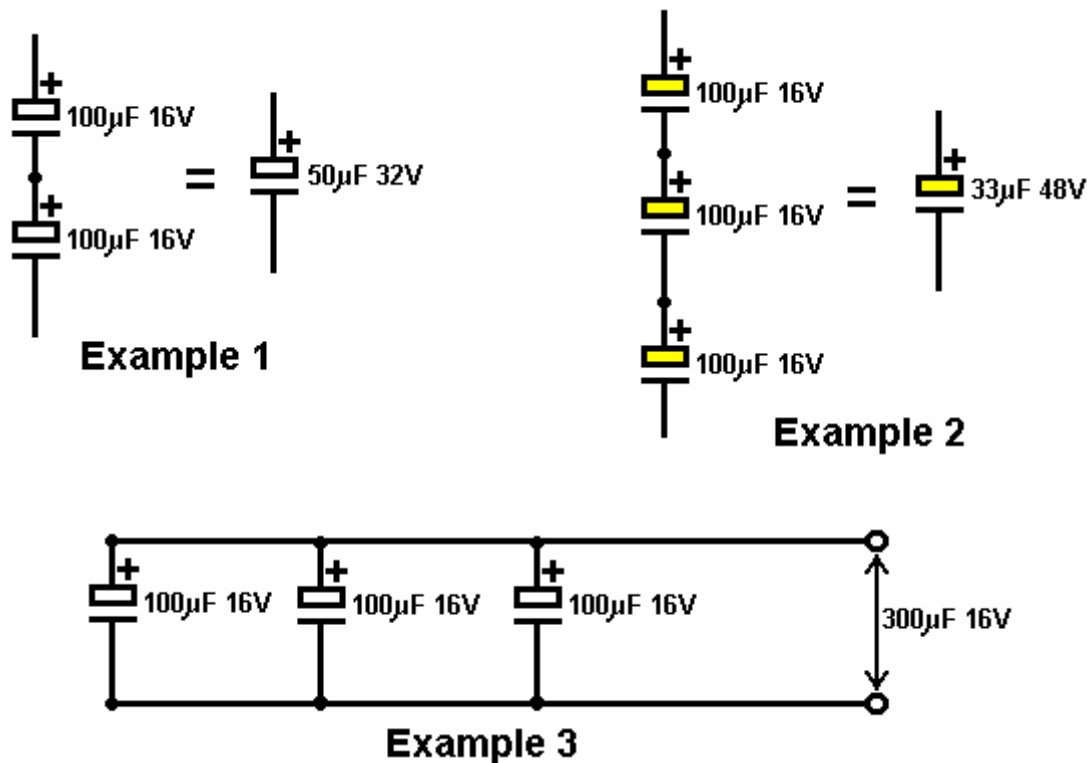 +
100µF 16V
+
100µF 16V
=
+
50µF 32V
Example 1
+
100µF 16V
+
100µF 16V
+
100µF 16V
=
+
33µF 48V
Example 2
+
100µF 16V
+
100µF 16V
+
100µF 16V
300µF 16V
Example 3